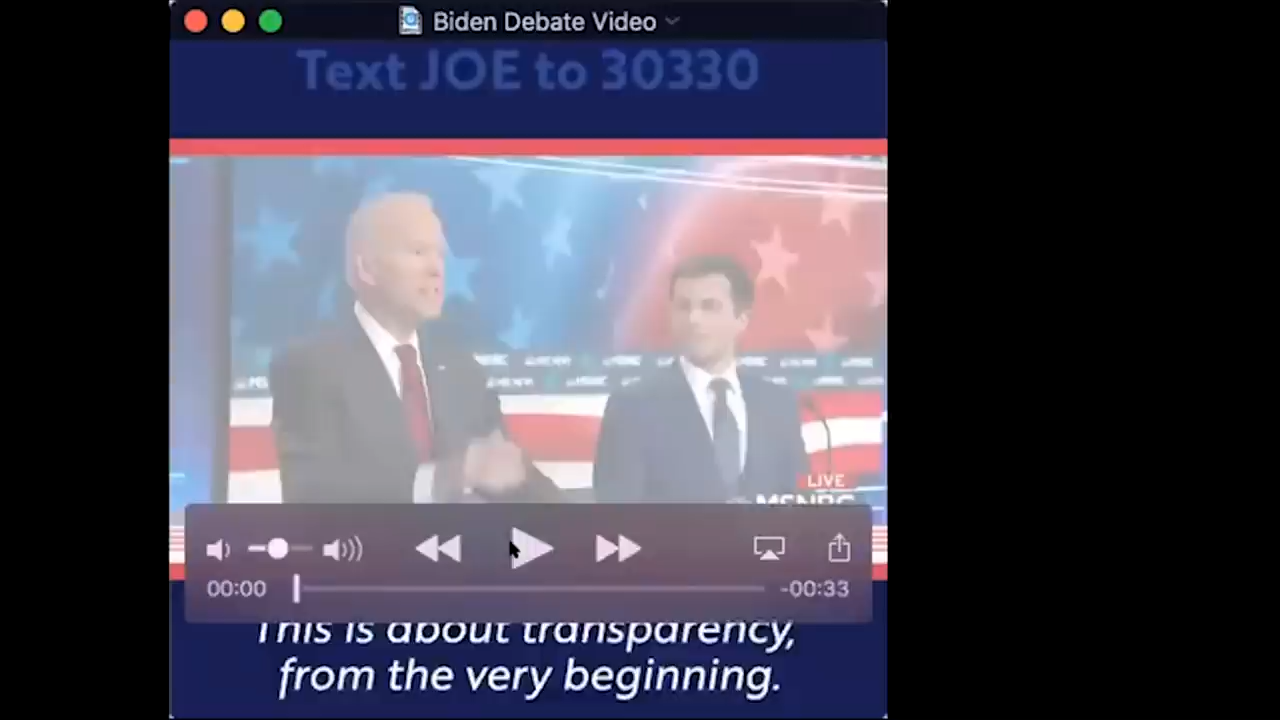 Biden Debate Video
Text JOE to 30330
LIVE
MSNBC
00:00
-00:33
This is about transparency,
from the very beginning.